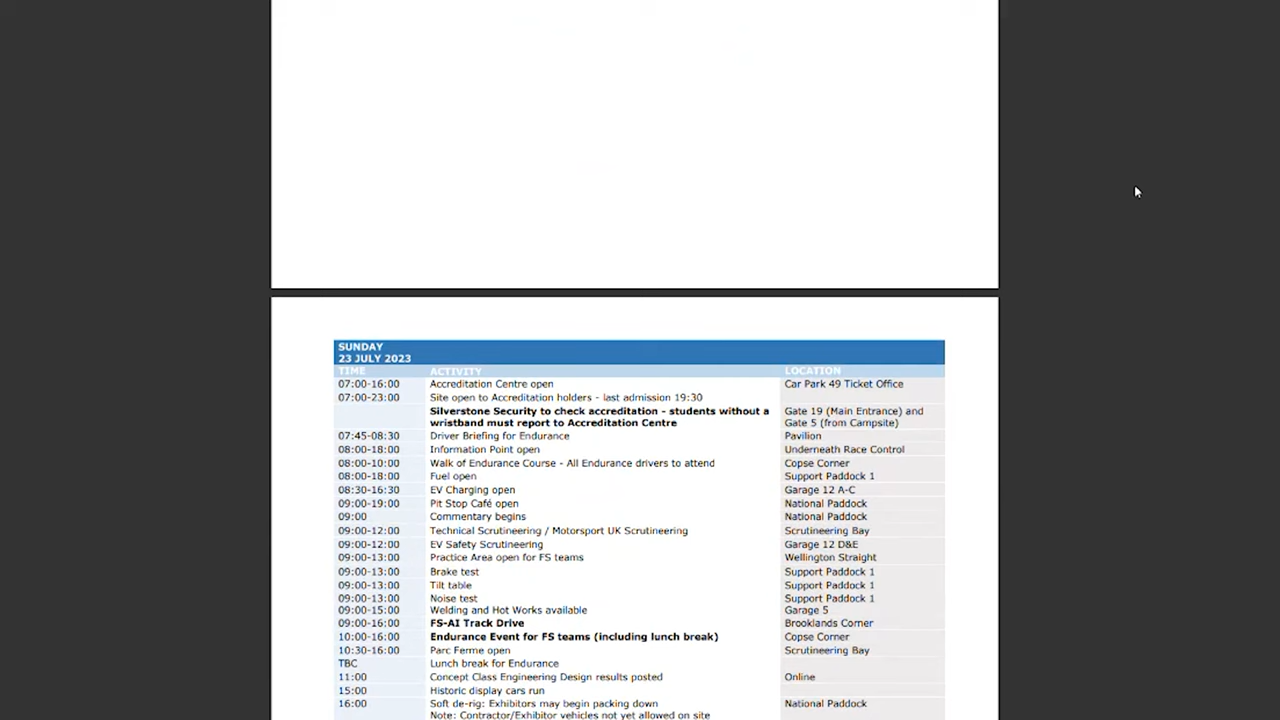 SUNDAY
23 JULY 2023
TIME ACTIVITY LOCATION
07:00-16:00 Accreditation Centre open Car Park 49 Ticket Office
07:00-23:00 Site open to Accreditation holders - last admission 19:30
Silverstone Security to check accreditation - students without a Gate 19 (Main Entrance) and
wristband must report to Accreditation Centre Gate 5 (from Campsite)
07:45-08:30 Driver Briefing for Endurance Pavilion
08:00-18:00 Information Point open Underneath Race Control
08:00-10:00 Walk of Endurance Course - All Endurance drivers to attend Copse Corner
08:00-18:00 Fuel open Support Paddock 1
08:30-16:30 EV Charging open Garage 12 A-C
09:00-19:00 Pit Stop Café open National Paddock
09:00 Commentary begins National Paddock
09:00-12:00 Technical Scrutineering / Motorsport UK Scrutineering Scrutineering Bay
09:00-12:00 EV Safety Scrutineering Garage 12 D&E
09:00-13:00 Practice Area open for FS teams Wellington Straight
09:00-13:00 Brake test Support Paddock 1
09:00-13:00 Tilt table Support Paddock 1
09:00-13:00 Noise test Support Paddock 1
09:00-15:00 Welding and Hot Works available Garage 5
09:00-16:00 FS-AI Track Drive Brooklands Corner
10:00-16:00 Endurance Event for FS teams (including lunch break) Copse Corner
10:30-16:00 Parc Ferme open Scrutineering Bay
TBC Lunch break for Endurance
11:00 Concept Class Engineering Design results posted Online
15:00 Historic display cars run
16:00 Soft de-rig: Exhibitors may begin packing down National Paddock
Note: Contractor/Exhibitor vehicles not yet allowed on site